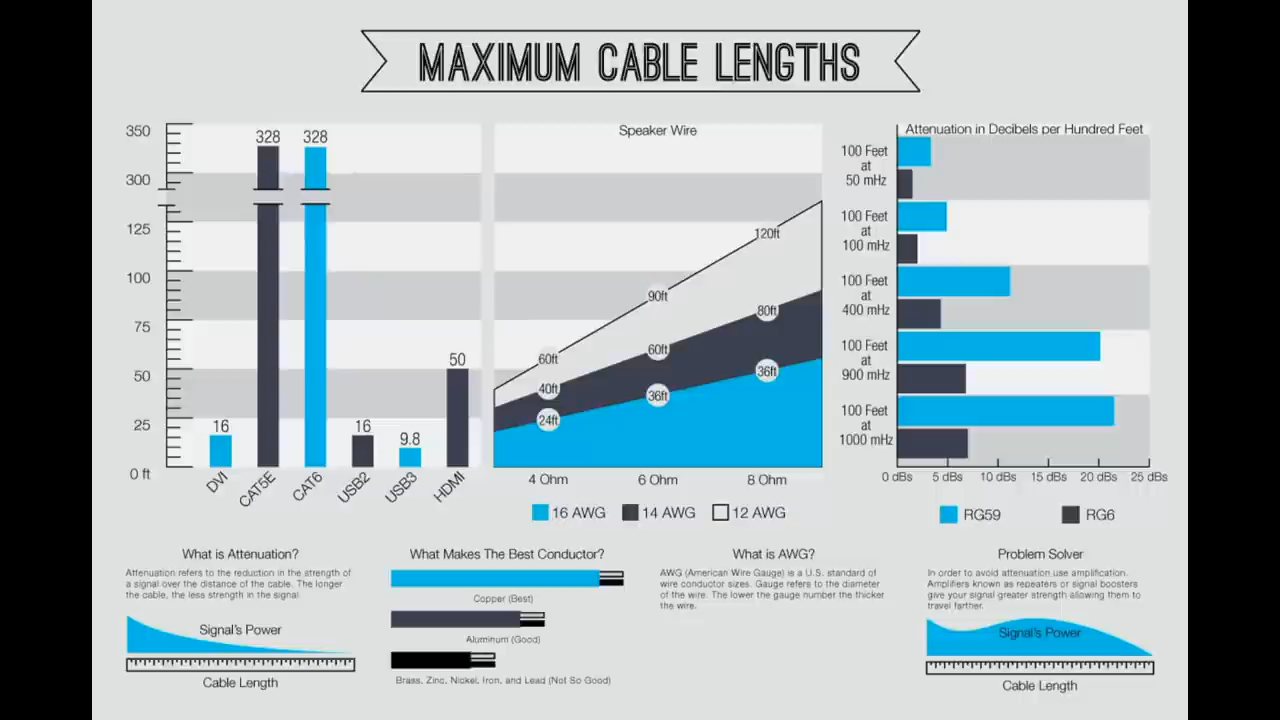 MAXIMUM CABLE LENGTHS
350
300
125
100
75
50
25
0 ft
328
328
16
16
9.8
50
DVI
CAT5E
CAT6
USB2
USB3
HDMI
Speaker Wire
120ft
90ft
80ft
60ft
60ft
40ft
36ft
36ft
24ft
4 Ohm
6 Ohm
8 Ohm
16 AWG
14 AWG
12 AWG
Attenuation in Decibels per Hundred Feet
100 Feet
at
50 mHz
100 Feet
at
100 mHz
100 Feet
at
400 mHz
100 Feet
at
900 mHz
100 Feet
at
1000 mHz
0 dBs
5 dBs
10 dBs
15 dBs
20 dBs
25 dBs
RG59
RG6
What is Attenuation?
Attenuation refers to the reduction in the strength of
a signal over the distance of the cable. The longer
the cable, the less strength in the signal.
Signal's Power
Cable Length
What Makes The Best Conductor?
Copper (Best)
Aluminum (Good)
Brass, Zinc, Nickel, Iron, and Lead (Not So Good)
What is AWG?
AWG (American Wire Gauge) is a U.S. standard of
wire conductor sizes. Gauge refers to the diameter
of the wire. The lower the gauge number the thicker
the wire.
Problem Solver
In order to avoid attenuation use amplification.
Amplifiers known as repeaters or signal boosters
give your signal greater strength allowing them to
travel farther.
Signal's Power
Cable Length